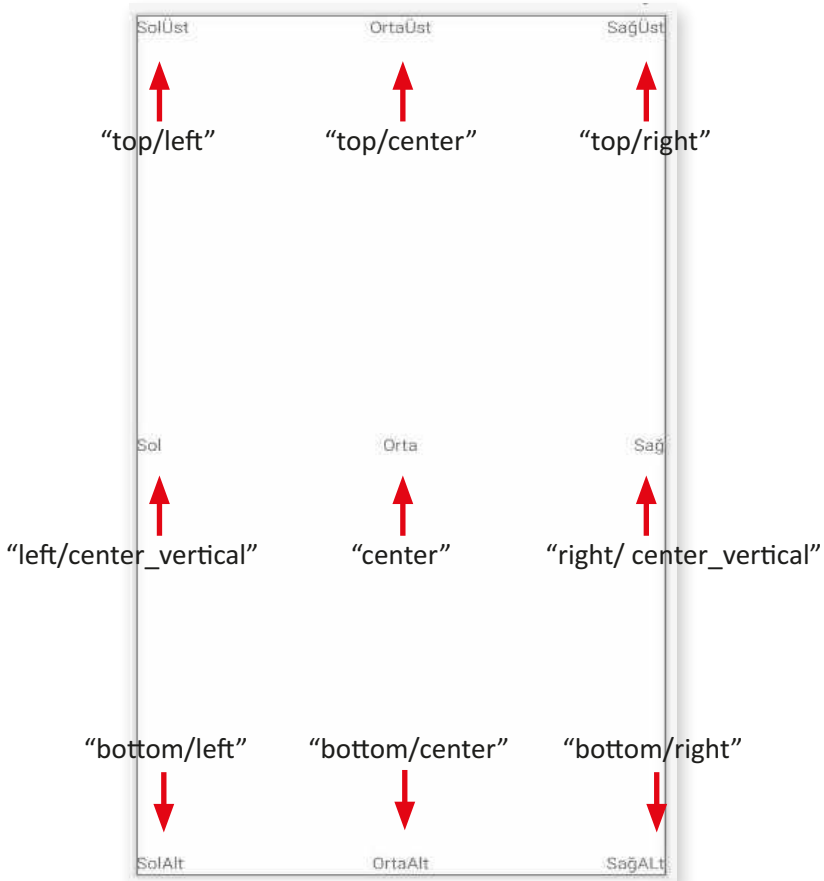 SolÜst OrtaÜst SağÜst
“top/left” “top/center” “top/right”
Sol Orta Sağ
“left/center_vertical” “center” “right/ center_vertical”
“bottom/left” “bottom/center” “bottom/right”
SolAlt OrtaAlt SağALt